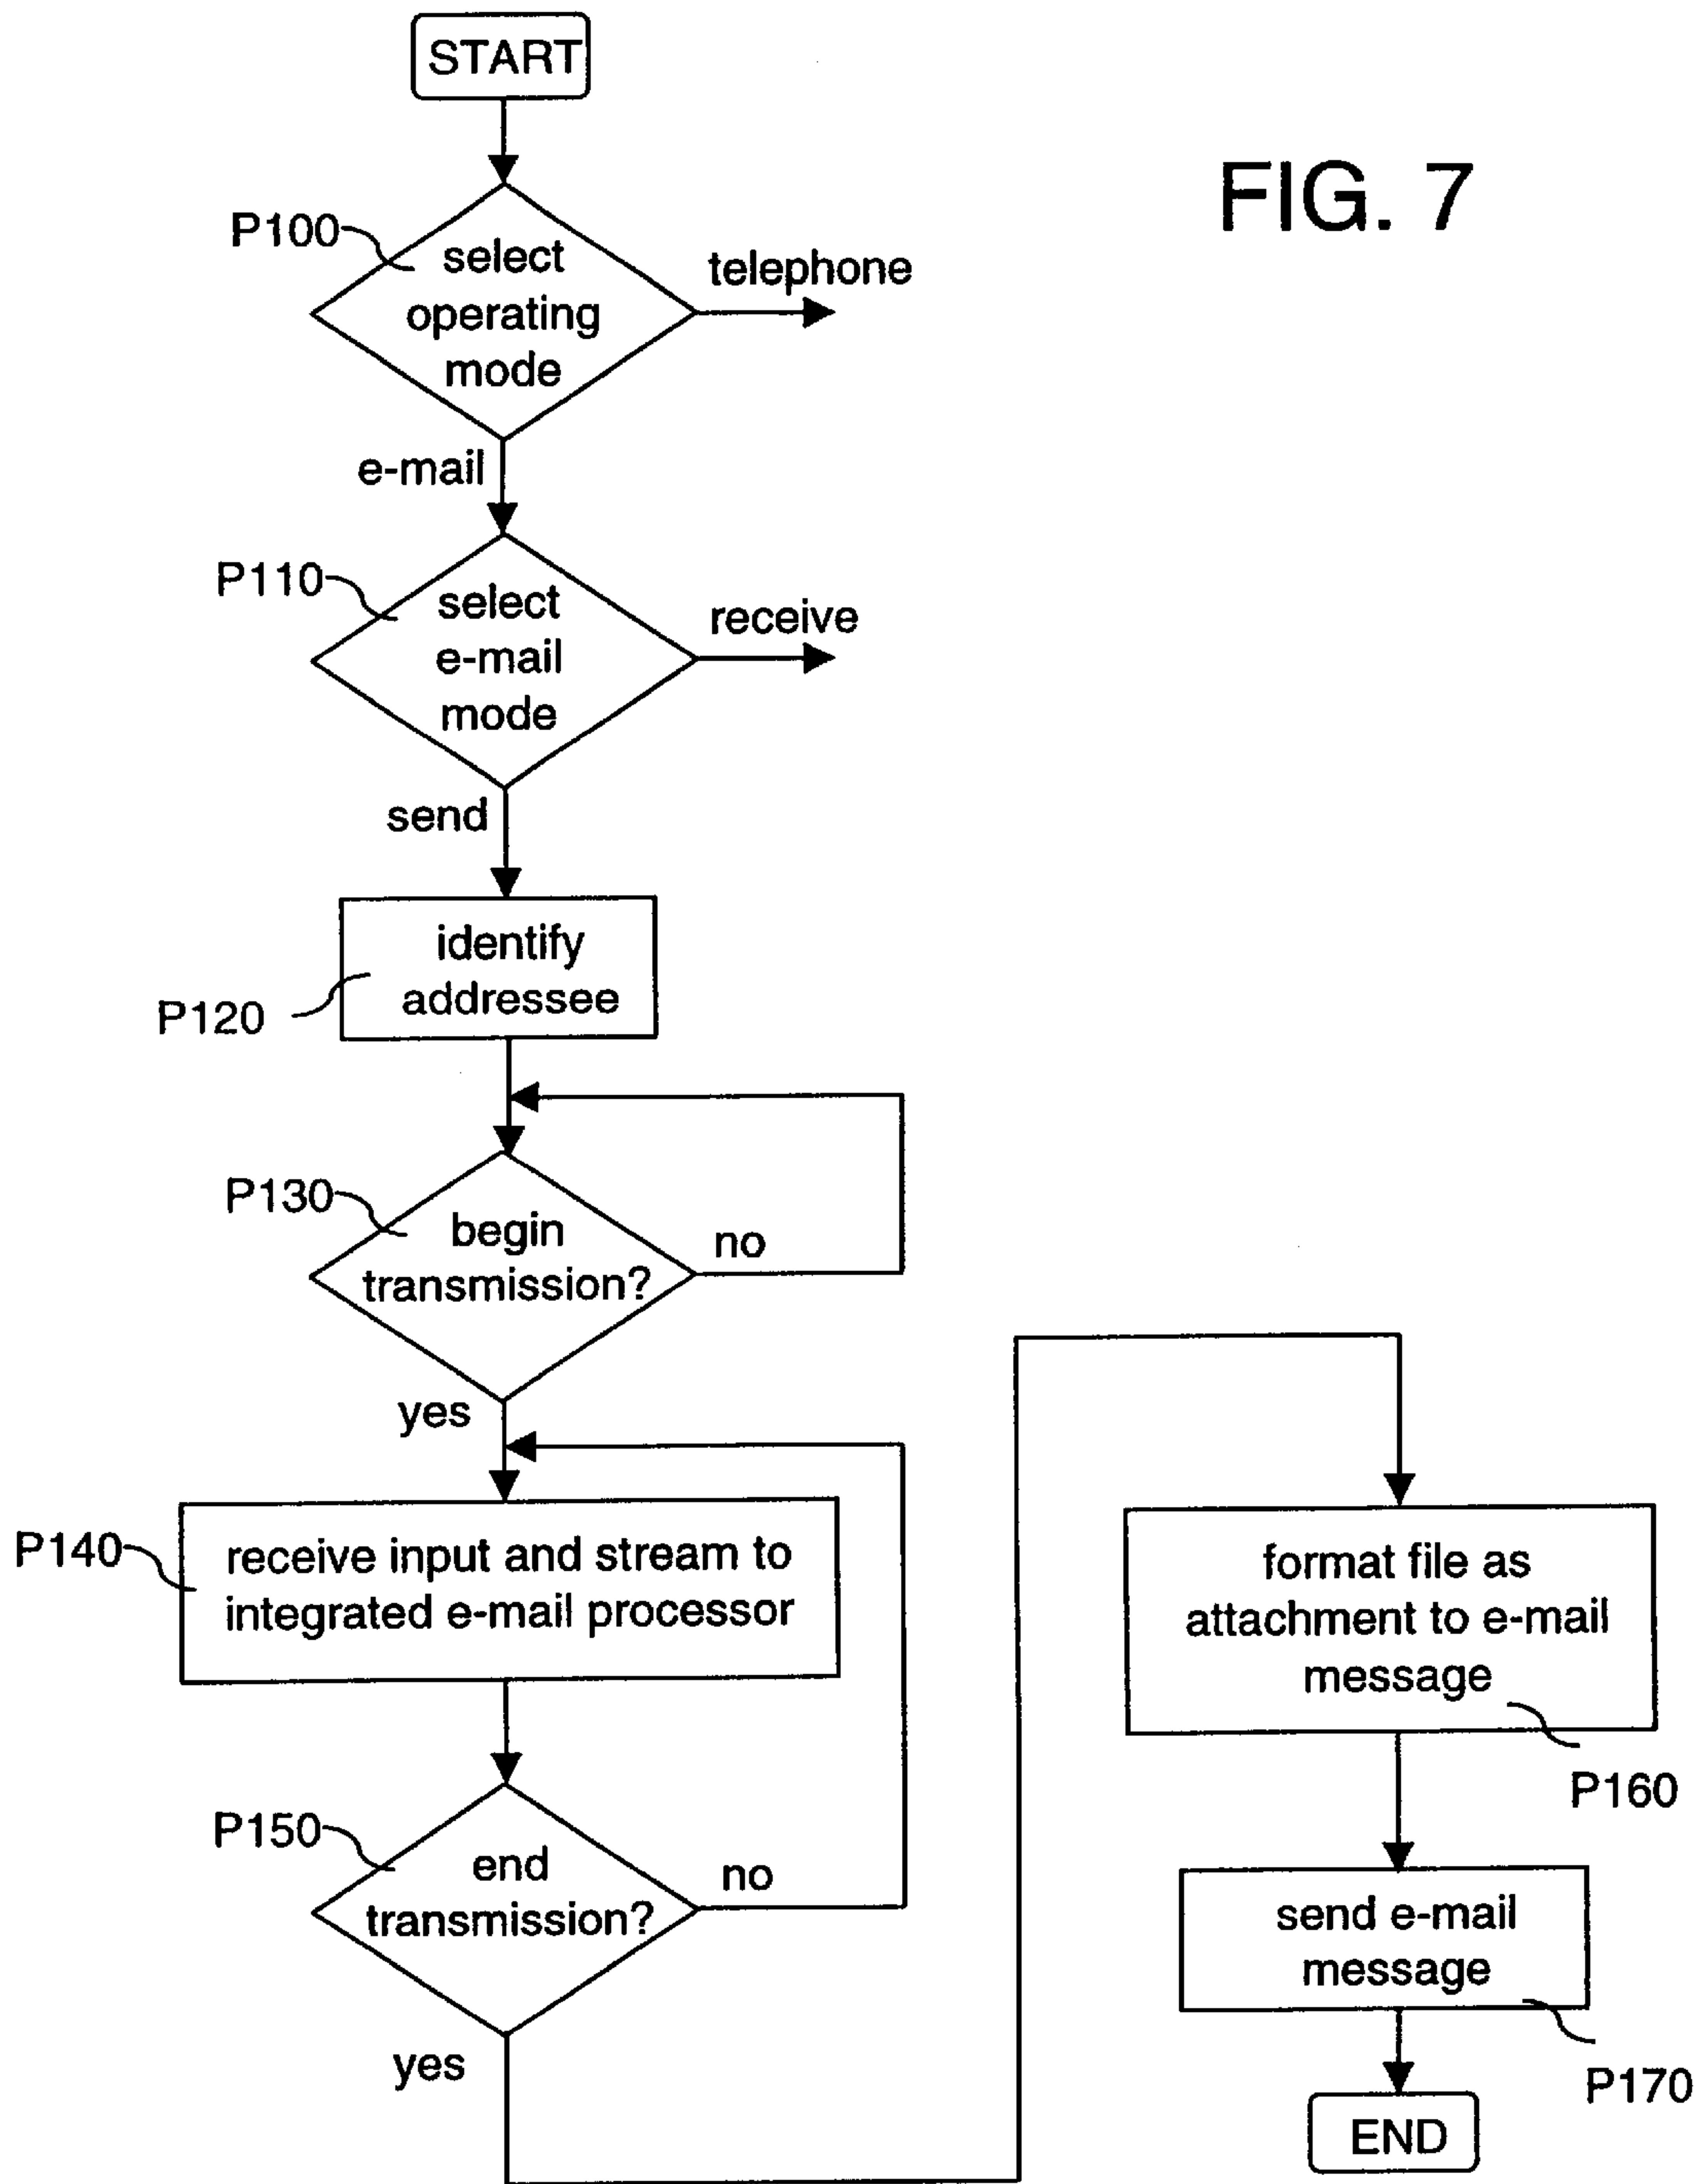 START
FIG. 7
P100
select
operating
mode
telephone
e-mail
P110
select
e-mail
mode
receive
send
identify
addressee
P120
P130
begin
transmission?
no
yes
P140
receive input and stream to
integrated e-mail processor
P150
end
transmission?
no
yes
format file as
attachment to e-mail
message
P160
send e-mail
message
P170
END